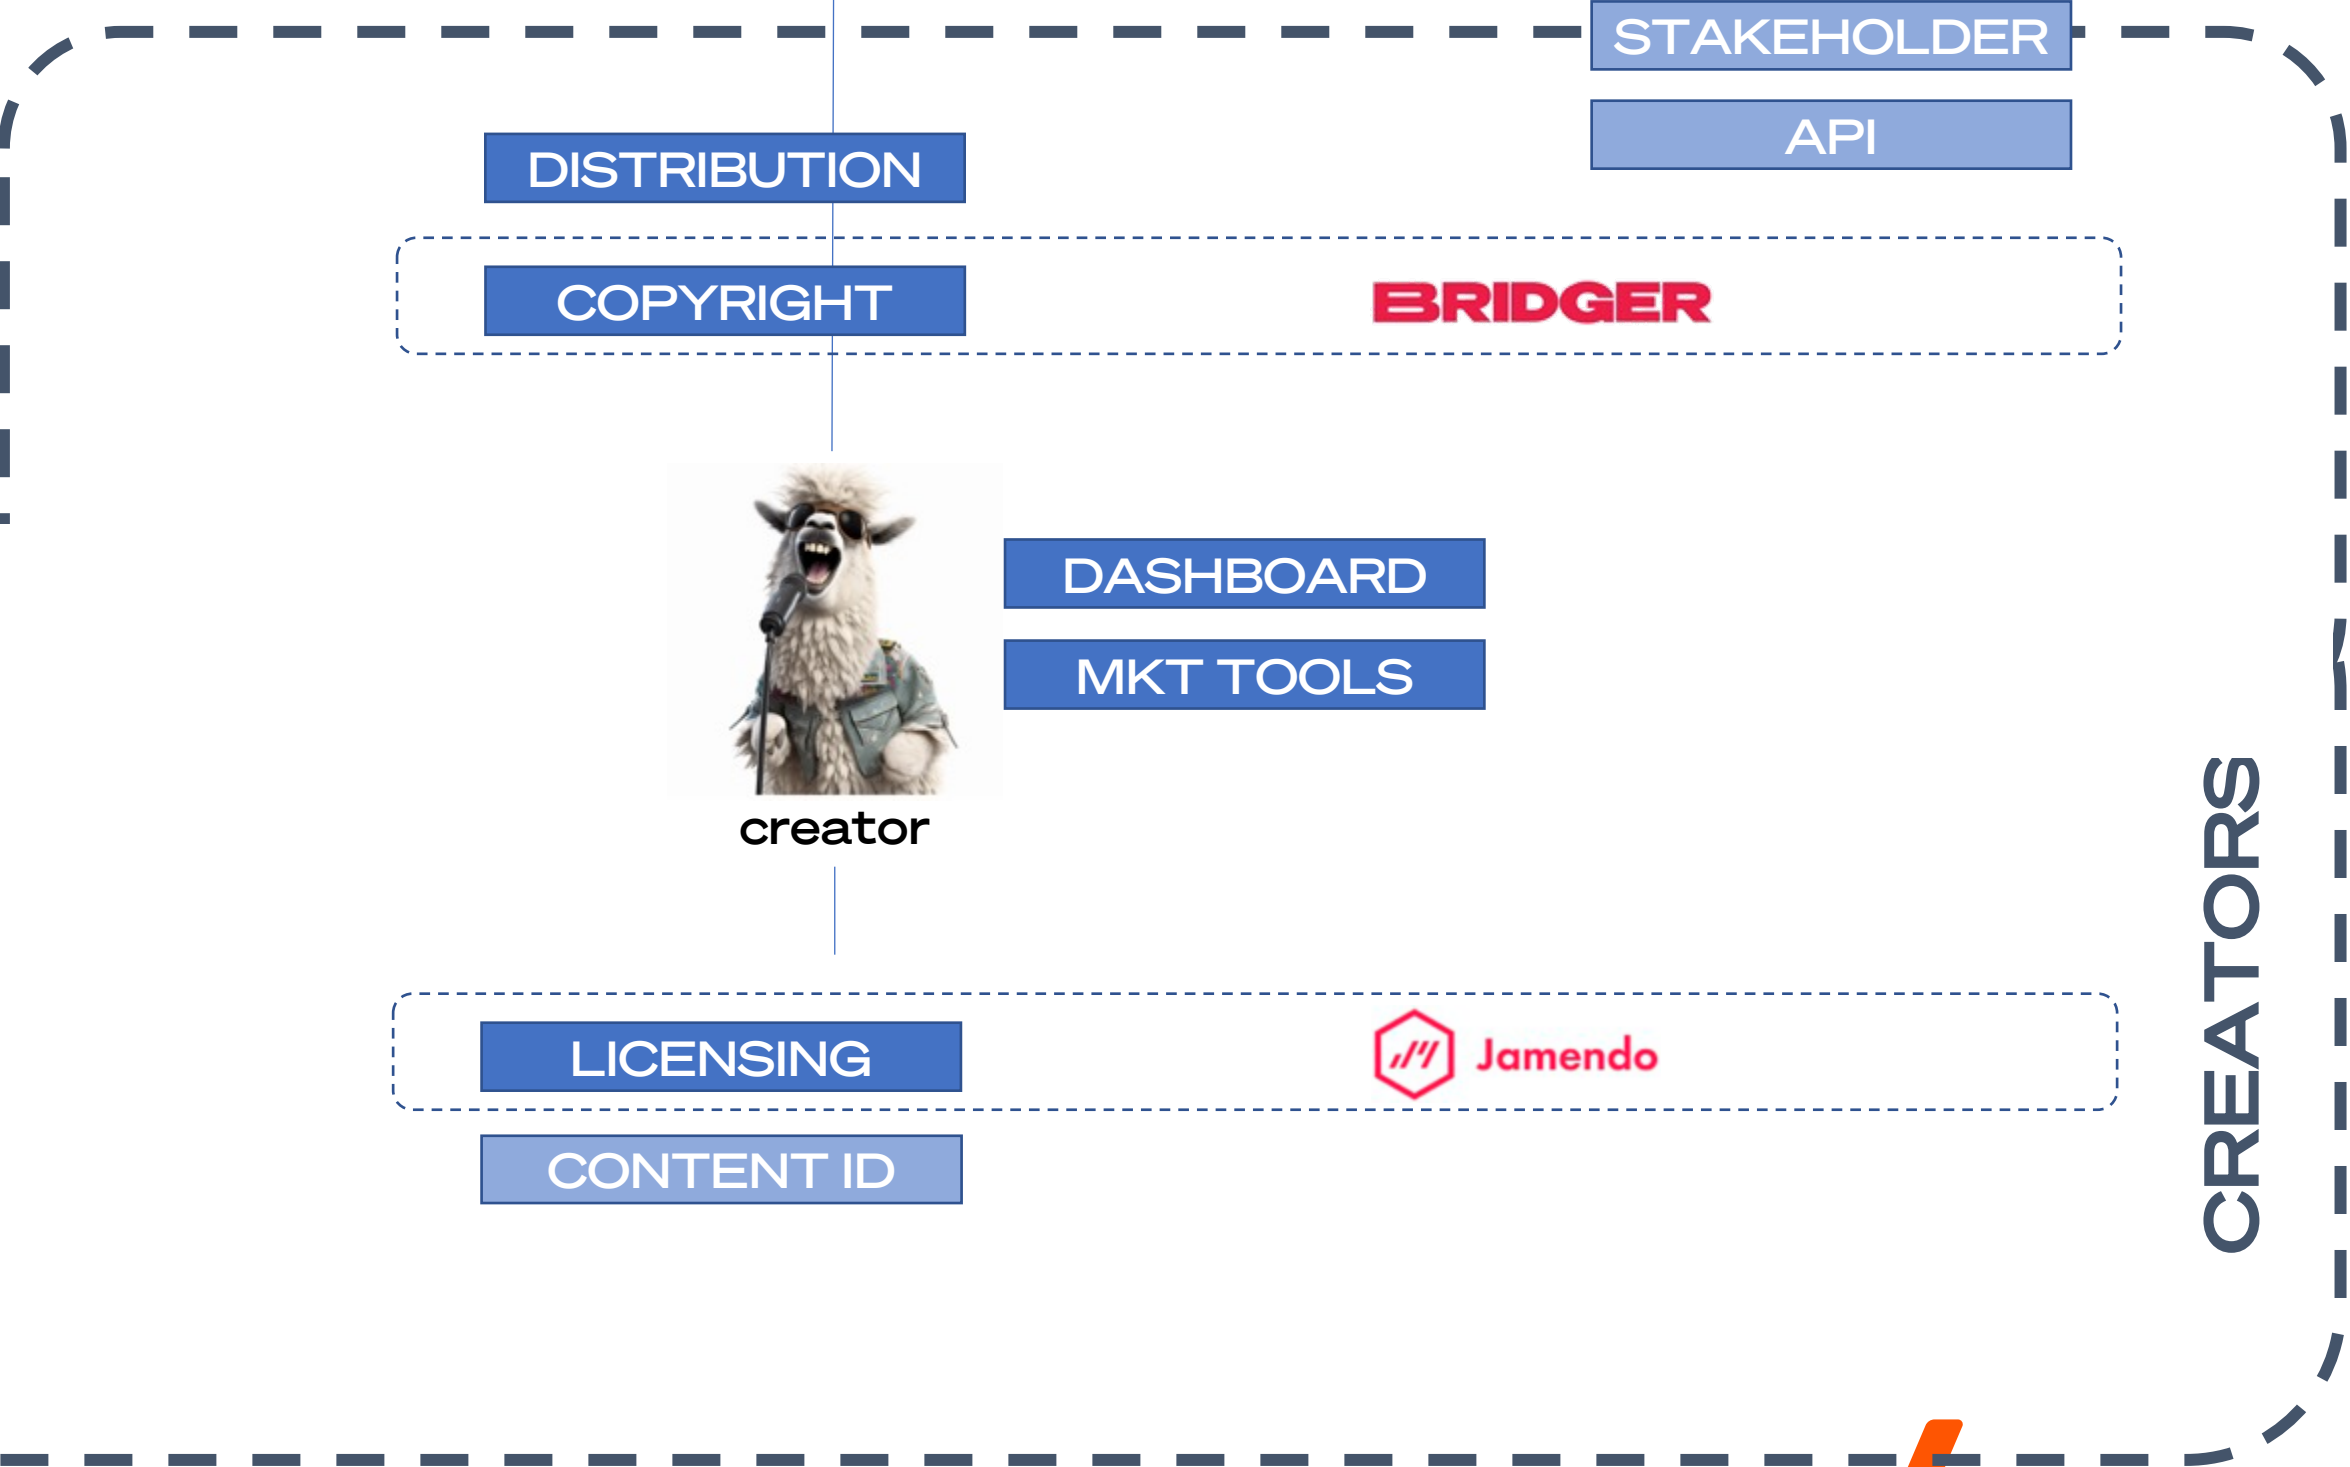 STAKEHOLDER
API
DISTRIBUTION
COPYRIGHT
BRIDGER
DASHBOARD
MKT TOOLS
creator
CREATORS
LICENSING
Jamendo
CONTENT ID